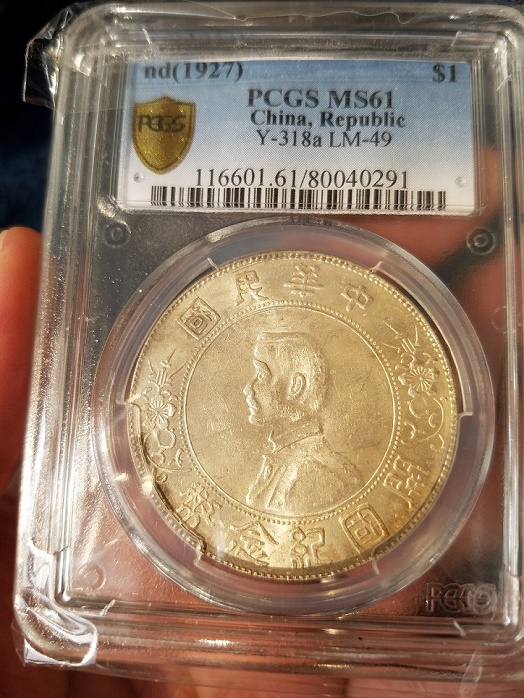 nd(1927) $1
PCGS MS61
China, Republic
Y-318a LM-49
116601.61/80040291
PCGS
中華民國
開國紀念幣
PCGS